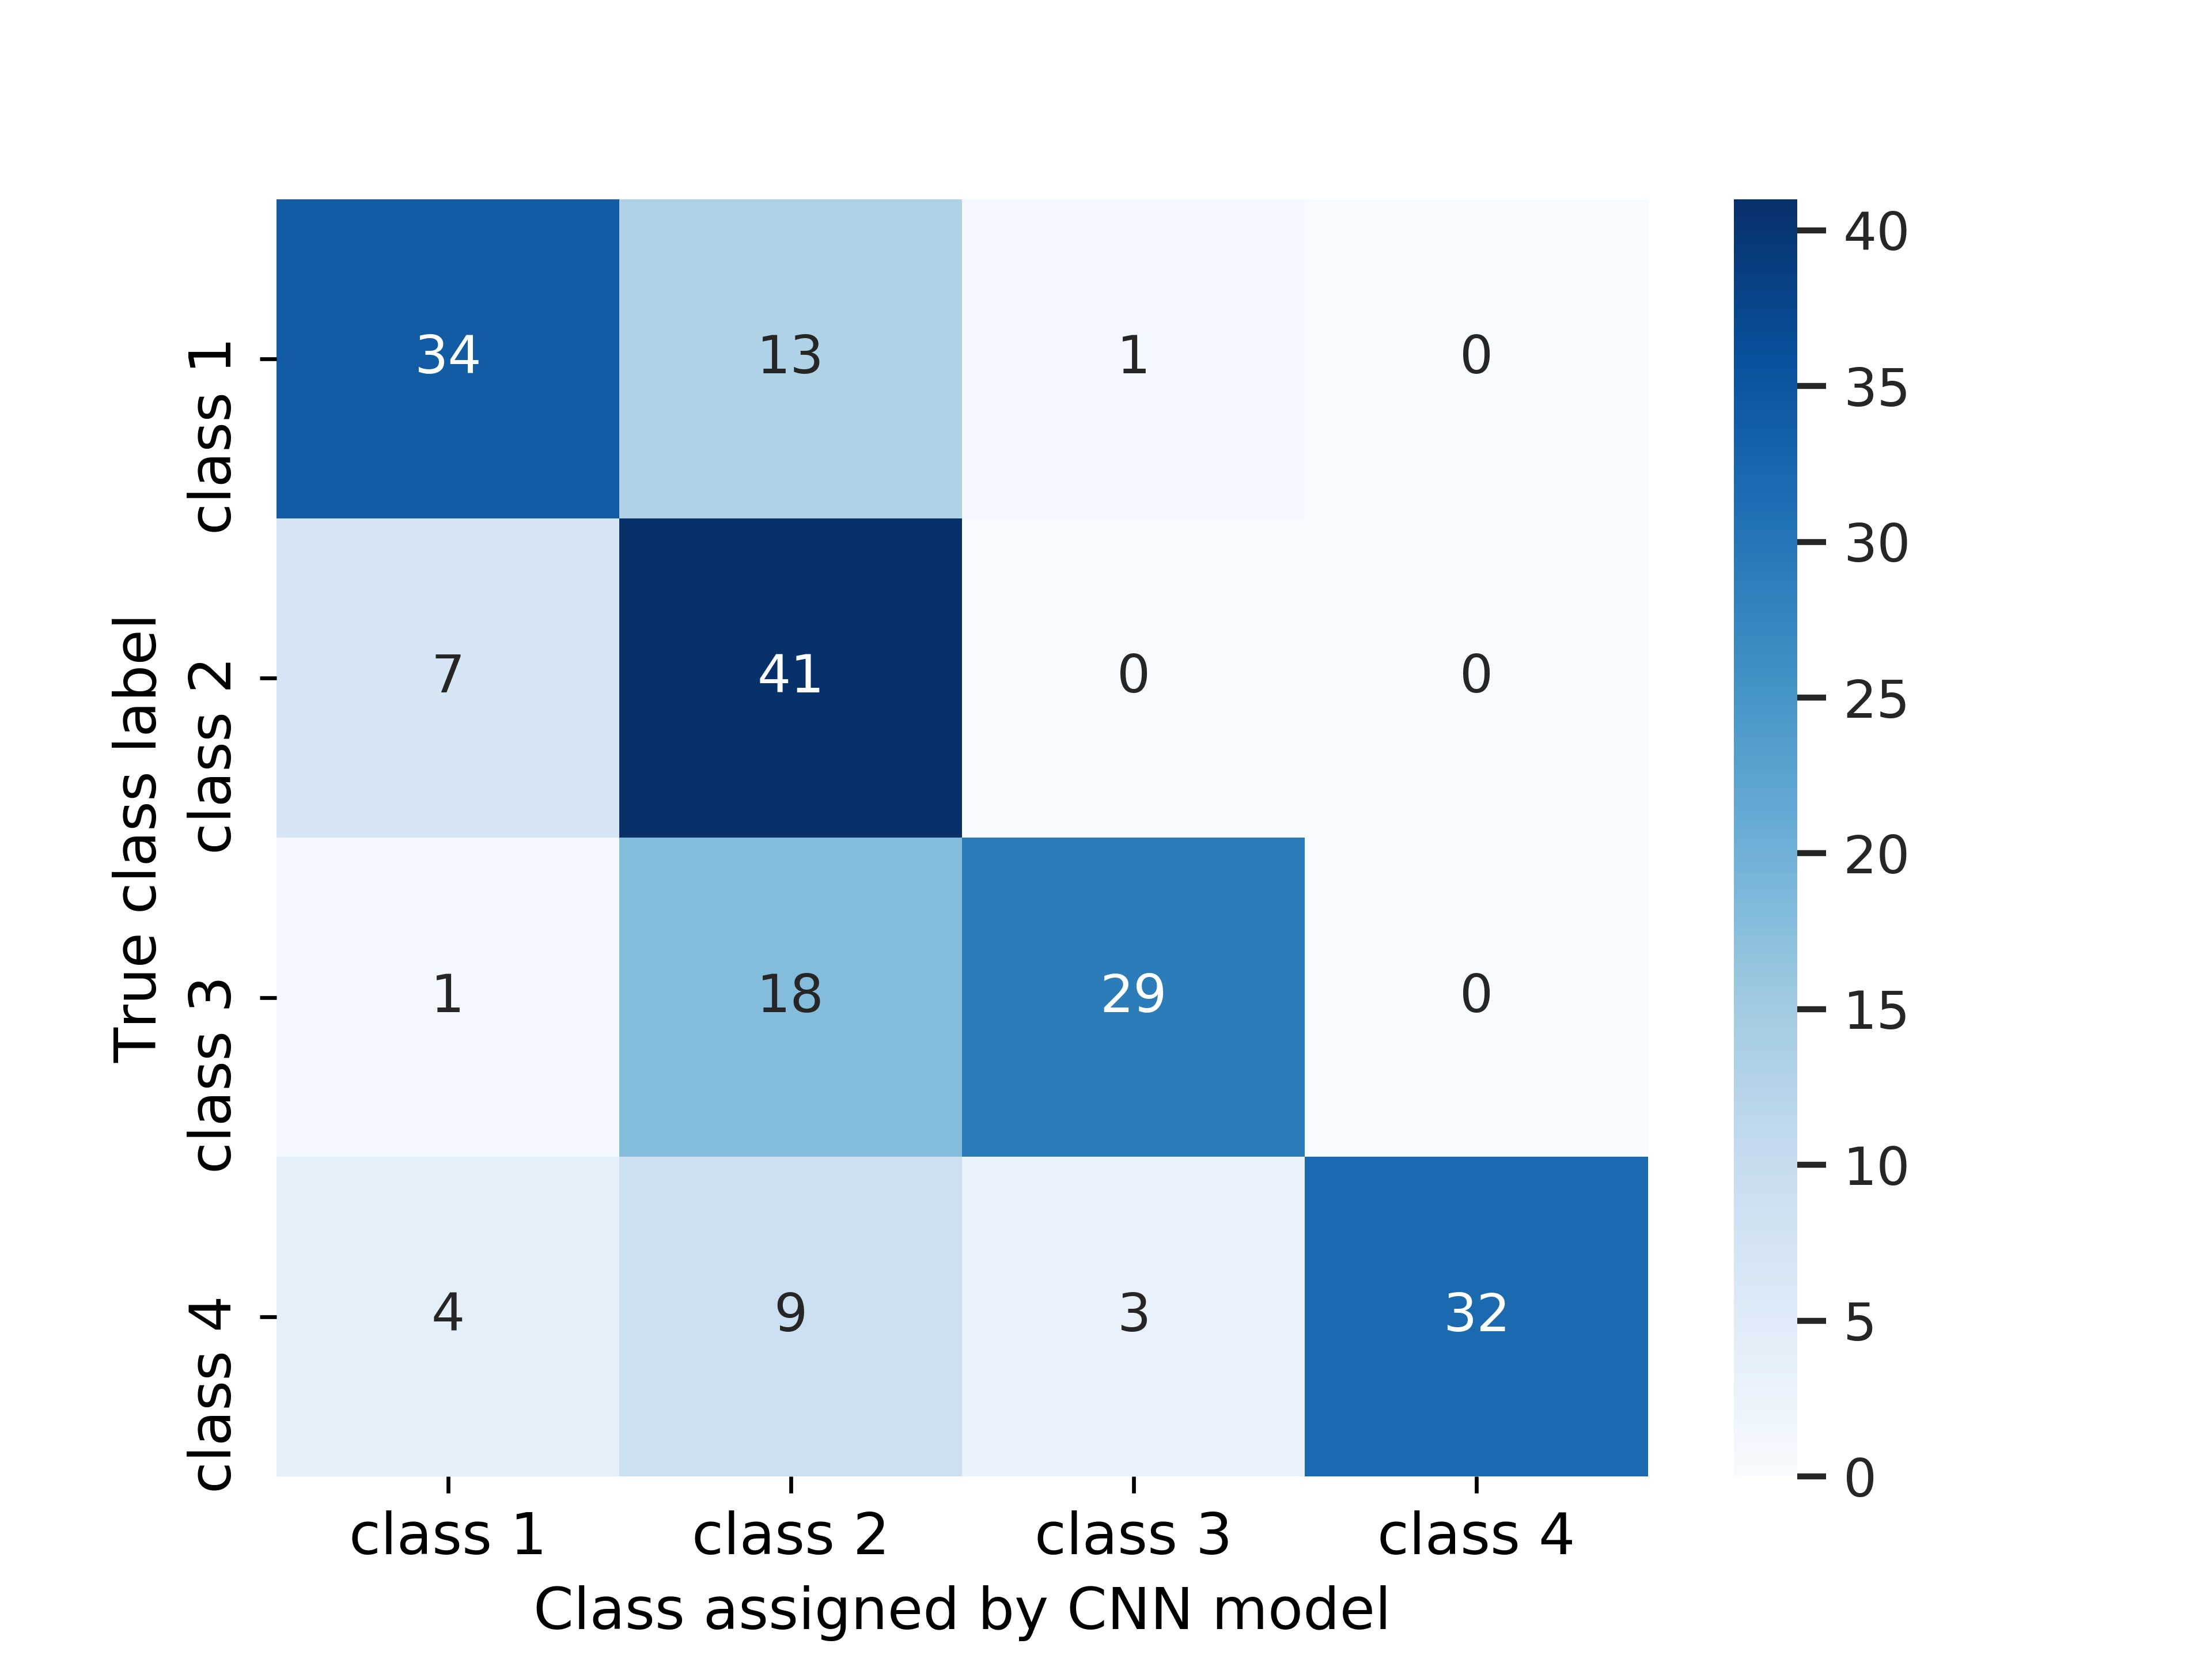 True class label
class 1
34 13 1 0
class 2
7 41 0 0
class 3
1 18 29 0
class 4
4 9 3 32
class 1 class 2 class 3 class 4
Class assigned by CNN model
40
35
30
25
20
15
10
5
0